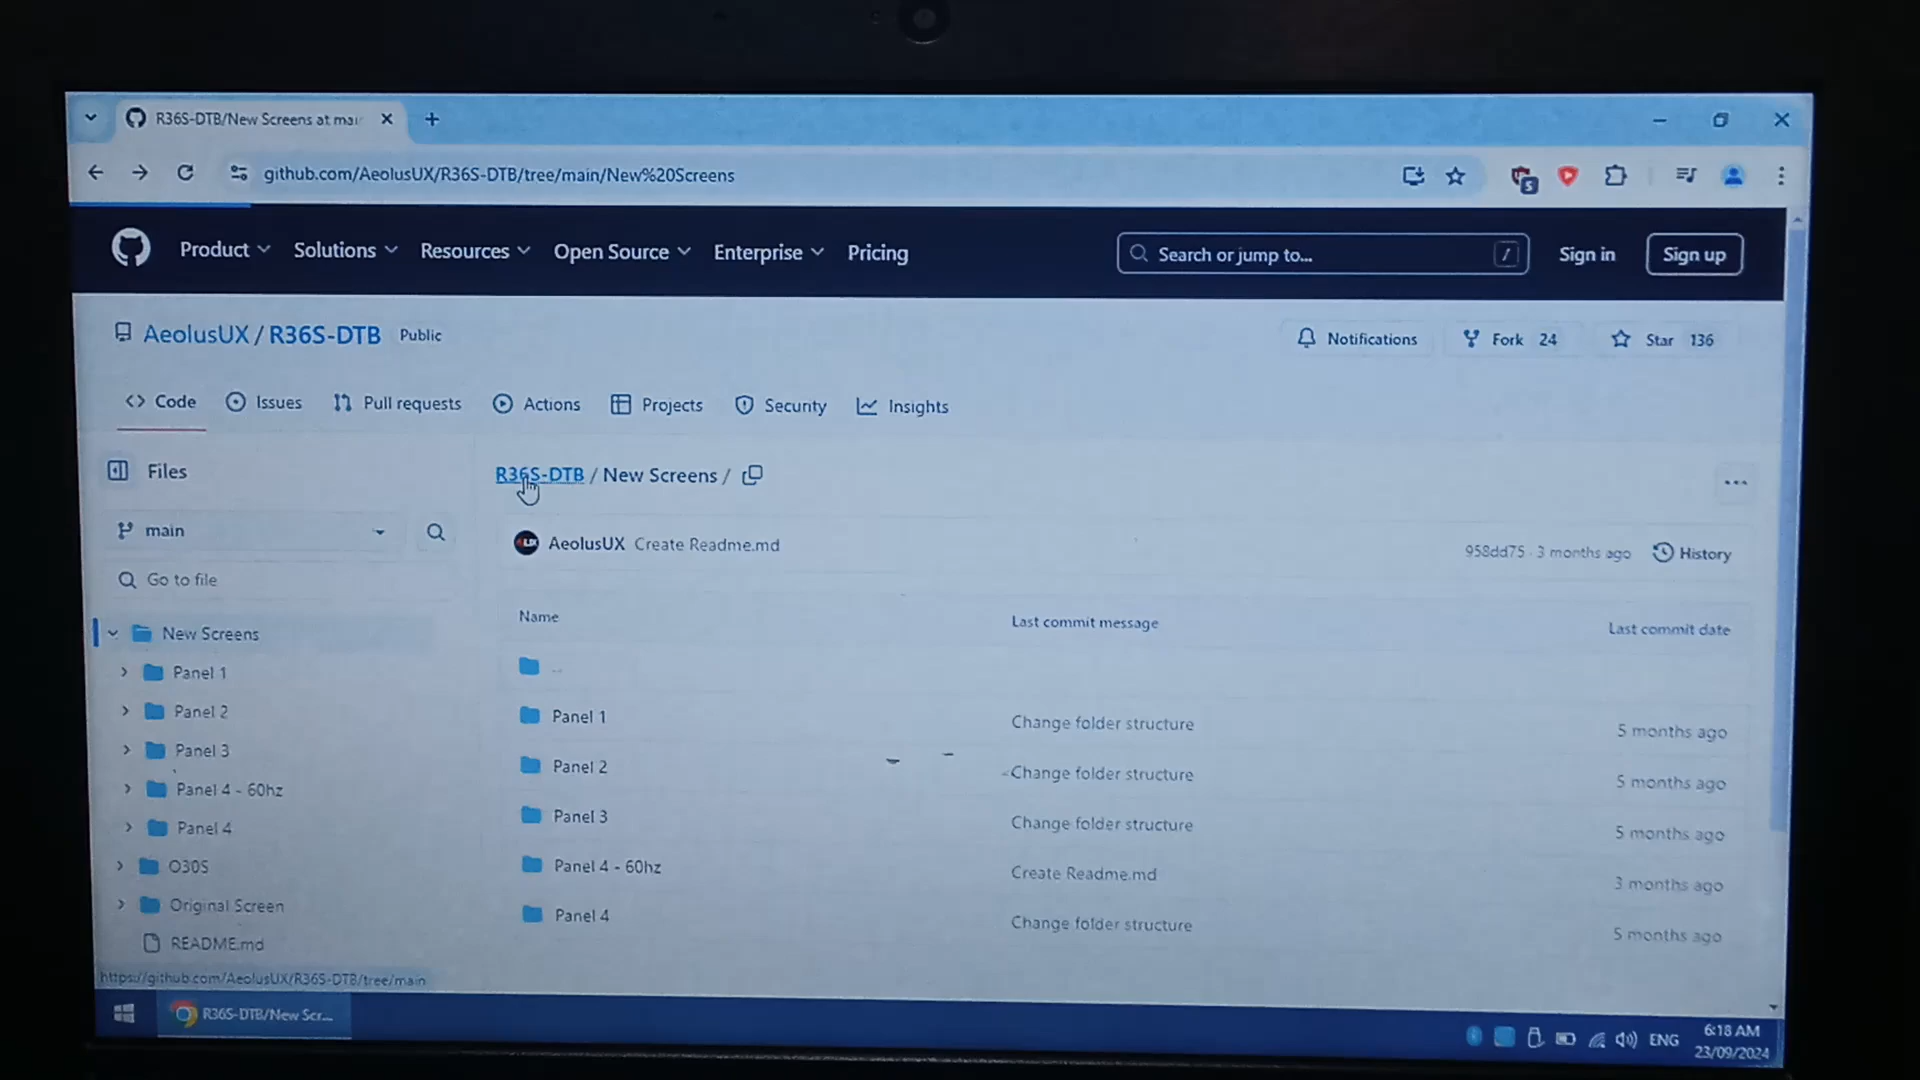 R36S-DTB/New Screens at mai
github.com/AeolusUX/R36S-DTB/tree/main/New%20Screens
Product Solutions Resources Open Source Enterprise Pricing Search or jump to... / Sign in Sign up
AeolusUX / R36S-DTB Public Notifications Fork 24 Star 136
Code Issues Pull requests Actions Projects Security Insights
Files
main
Go to file
New Screens
Panel 1
Panel 2
Panel 3
Panel 4 - 60hz
Panel 4
O30S
Original Screen
README.md
R36S-DTB / New Screens /
AeolusUX Create Readme.md 958dd75 · 3 months ago History
Name Last commit message Last commit date
..
Panel 1 Change folder structure 5 months ago
Panel 2 Change folder structure 5 months ago
Panel 3 Change folder structure 5 months ago
Panel 4 - 60hz Create Readme.md 3 months ago
Panel 4 Change folder structure 5 months ago
https://github.com/AeolusUX/R36S-DTB/tree/main
R36S-DTB/New Scr...
ENG
6:18 AM
23/09/2024